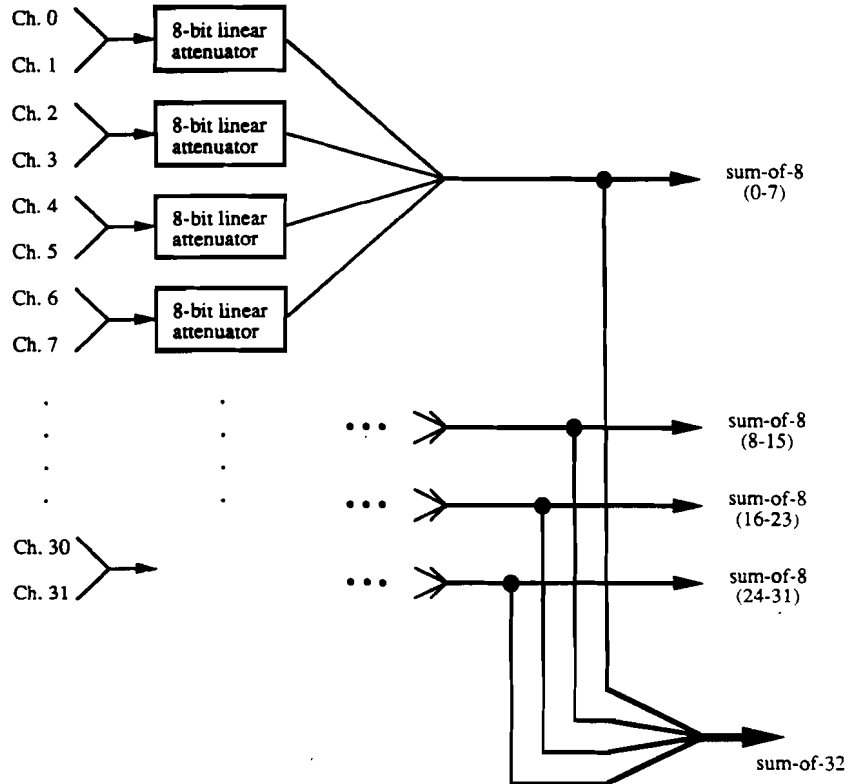 Ch. 0
Ch. 1
8-bit linear
attenuator
Ch. 2
Ch. 3
8-bit linear
attenuator
Ch. 4
Ch. 5
8-bit linear
attenuator
Ch. 6
Ch. 7
8-bit linear
attenuator
sum-of-8
(0-7)
sum-of-8
(8-15)
sum-of-8
(16-23)
Ch. 30
Ch. 31
sum-of-8
(24-31)
sum-of-32